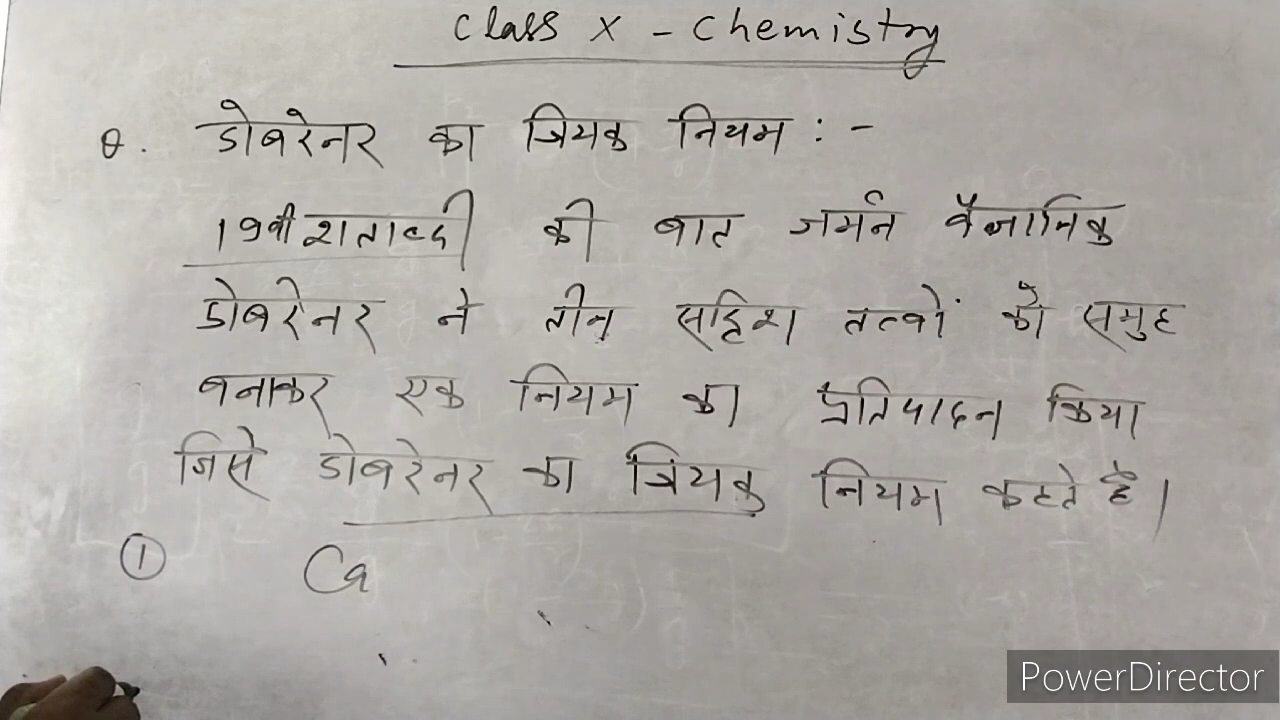 Class X - Chemistry
Q. डोबरेनर का त्रियक नियम : -
19वी शताब्दी की बात जर्मन वैज्ञानिक
डोबरेनर ने तीन सद्दिश तत्वों को समुह
बनाकर एक नियम का प्रतिपादन किया
जिसे डोबरेनर का त्रियक नियम कहते है।
① Ca
PowerDirector